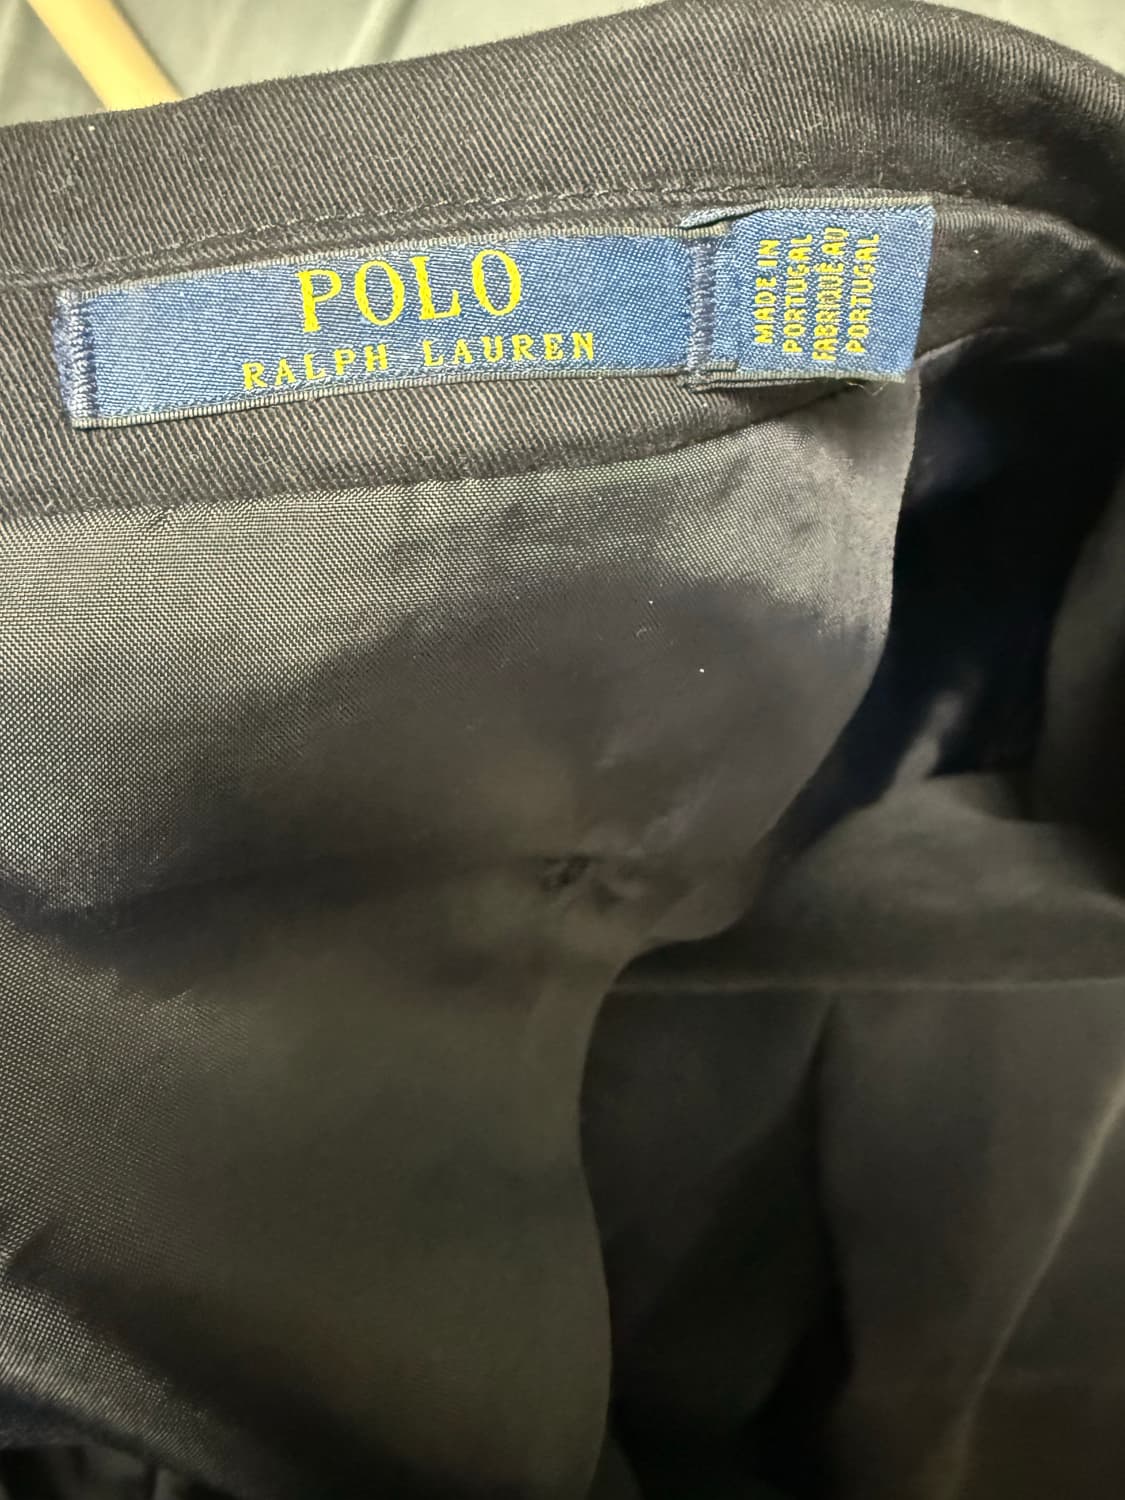 POLO
RALPH LAUREN
MADE IN
PORTUGAL
FABRIQUÉ AU
PORTUGAL